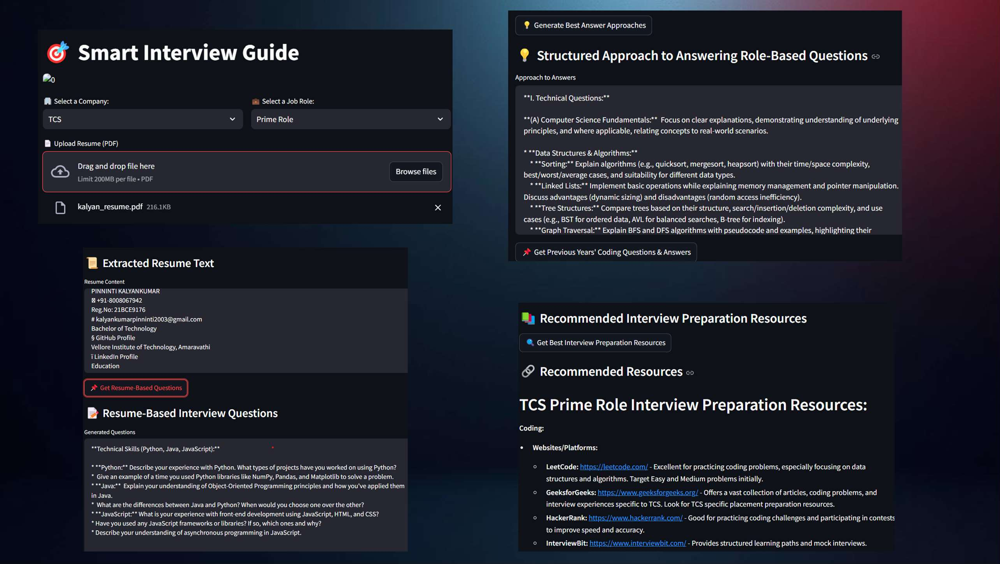 🎯 Smart Interview Guide
0
🏢 Select a Company:
💼 Select a Job Role:
TCS
Prime Role
📄 Upload Resume (PDF)
Drag and drop file here
Limit 200MB per file • PDF
Browse files
kalyan_resume.pdf 216.1KB
📜 Extracted Resume Text
Resume Content
PINNINTI KALYANKUMAR
+91-8008067942
Reg.No: 21BCE9176
# kalyankumarpinninti2003@gmail.com
Bachelor of Technology
§ GitHub Profile
Vellore Institute of Technology, Amaravathi
ï LinkedIn Profile
Education
📌 Get Resume-Based Questions
📝 Resume-Based Interview Questions
Generated Questions
**Technical Skills (Python, Java, JavaScript):**
* **Python:** Describe your experience with Python. What types of projects have you worked on using Python?
* Give an example of a time you used Python libraries like NumPy, Pandas, and Matplotlib to solve a problem.
* **Java:** Explain your understanding of Object-Oriented Programming principles and how you've applied them
in Java.
* What are the differences between Java and Python? When would you choose one over the other?
* **JavaScript:** What is your experience with front-end development using JavaScript, HTML, and CSS?
* Have you used any JavaScript frameworks or libraries? If so, which ones and why?
* Describe your understanding of asynchronous programming in JavaScript.
💡 Generate Best Answer Approaches
💡 Structured Approach to Answering Role-Based Questions
Approach to Answers
**I. Technical Questions:**
**(A) Computer Science Fundamentals:** Focus on clear explanations, demonstrating understanding of underlying
principles, and where applicable, relating concepts to real-world scenarios.
* **Data Structures & Algorithms:**
* **Sorting:** Explain algorithms (e.g., quicksort, mergesort, heapsort) with their time/space complexity,
best/worst/average cases, and suitability for different data types.
* **Linked Lists:** Implement basic operations while explaining memory management and pointer manipulation.
Discuss advantages (dynamic sizing) and disadvantages (random access inefficiency).
* **Tree Structures:** Compare trees based on their structure, search/insertion/deletion complexity, and use
cases (e.g., BST for ordered data, AVL for balanced searches, B-tree for indexing).
* **Graph Traversal:** Explain BFS and DFS algorithms with pseudocode and examples, highlighting their
📌 Get Previous Years' Coding Questions & Answers
📚 Recommended Interview Preparation Resources
🔍 Get Best Interview Preparation Resources
🔗 Recommended Resources
TCS Prime Role Interview Preparation Resources:
Coding:
• Websites/Platforms:
○ LeetCode: https://leetcode.com/ - Excellent for practicing coding problems, especially focusing on data
structures and algorithms. Target Easy and Medium problems initially.
○ GeeksforGeeks: https://www.geeksforgeeks.org/ - Offers a vast collection of articles, coding problems, and
interview experiences specific to TCS. Look for TCS specific placement preparation resources.
○ HackerRank: https://www.hackerrank.com/ - Good for practicing coding challenges and participating in contests
to improve speed and accuracy.
○ InterviewBit: https://www.interviewbit.com/ - Provides structured learning paths and mock interviews.